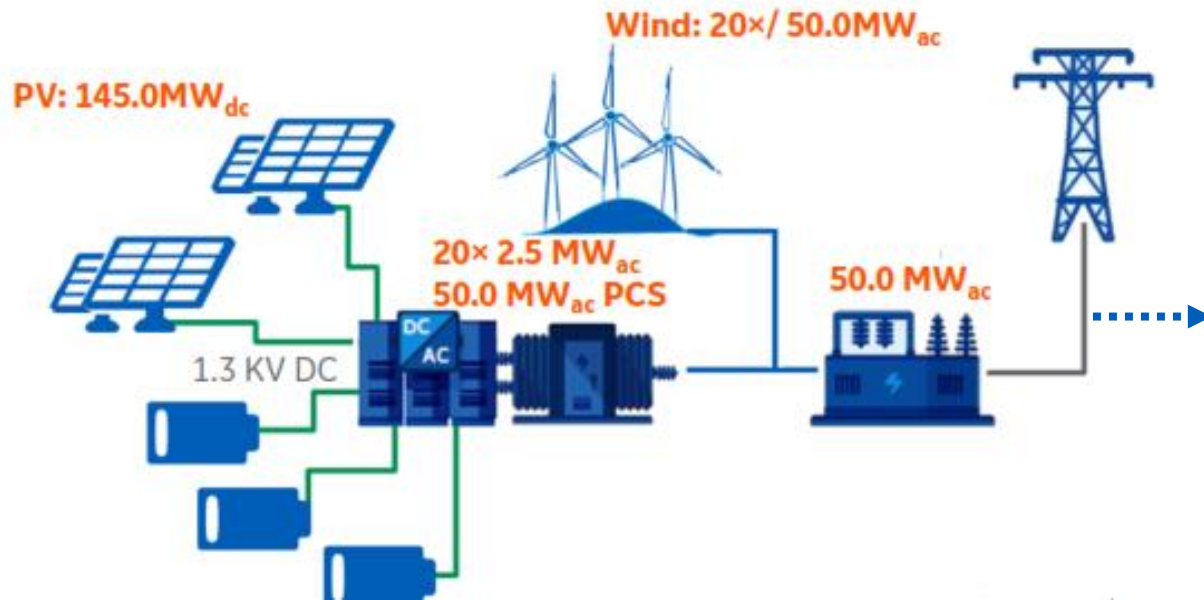 Wind: 20×/ 50.0MWac
PV: 145.0MWdc
20× 2.5 MWac
50.0 MWac PCS
50.0 MWac
DC
AC
1.3 KV DC